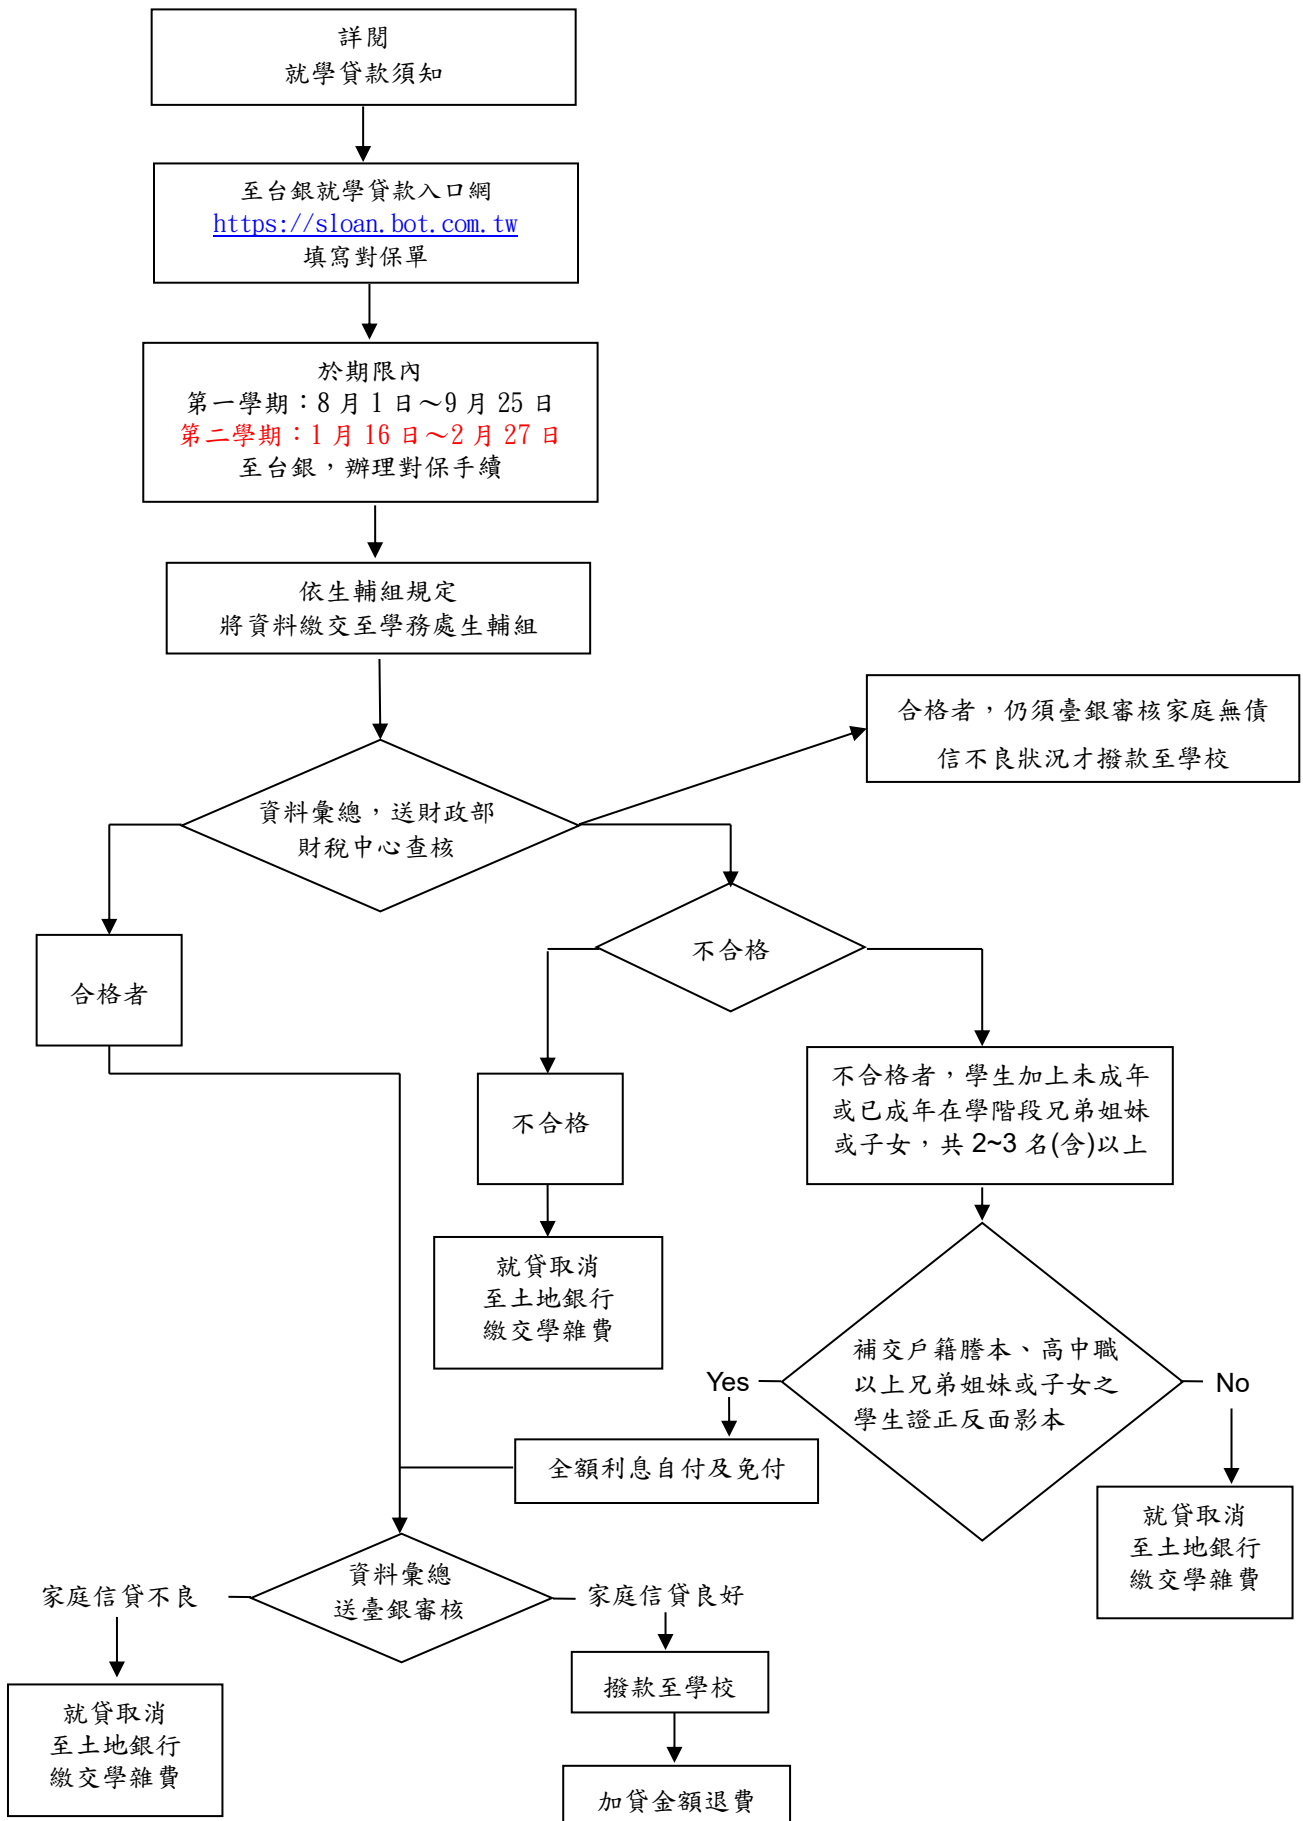 詳閱
就學貸款須知
至台銀就學貸款入口網
https://sloan.bot.com.tw
填寫對保單
於期限內
第一學期：8 月 1 日～9 月 25 日
第二學期：1 月 16 日～2 月 27 日
至台銀，辦理對保手續
依生輔組規定
將資料繳交至學務處生輔組
合格者，仍須臺銀審核家庭無債
信不良狀況才撥款至學校
資料彙總，送財政部
財稅中心查核
不合格
合格者
不合格
不合格者，學生加上未成年
或已成年在學階段兄弟姐妹
或子女，共 2~3 名(含)以上
就貸取消
至土地銀行
繳交學雜費
補交戶籍謄本、高中職
以上兄弟姐妹或子女之
學生證正反面影本
Yes
No
全額利息自付及免付
就貸取消
至土地銀行
繳交學雜費
資料彙總
送臺銀審核
家庭信貸不良
家庭信貸良好
撥款至學校
就貸取消
至土地銀行
繳交學雜費
加貸金額退費